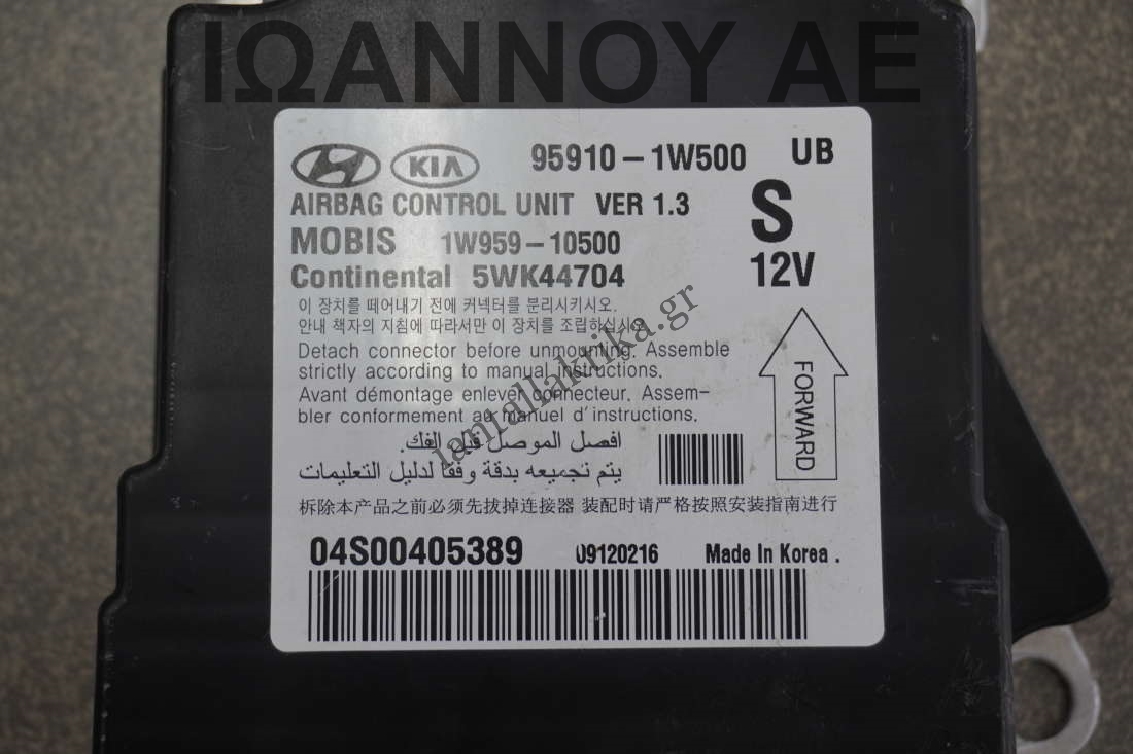 ΙΩΑΝΝΟΥ ΑΕ
KIA 95910-1W500 UB
AIRBAG CONTROL UNIT VER 1.3 S
MOBIS 1W959-10500
Continental 5WK44704 12V
이 장치를 떼어내기 전에 커넥터를 분리시키시오.
안내 책자의 지침에 따라서만 이 장치를 조립하십시오.
Detach connector before unmounting. Assemble
strictly according to manual instructions.
Avant démontage enlever connecteur. Assem-
bler conformement au manuel d'instructions.
افصل الموصل قبل الفك.
يتم تجميعه بدقة وفقا لدليل التعليمات
FORWARD
拆除本产品之前必须先拔掉连接器 装配时请严格按照安装指南进行
04S00405389 09120216 Made In Korea .
iantallaktika.gr